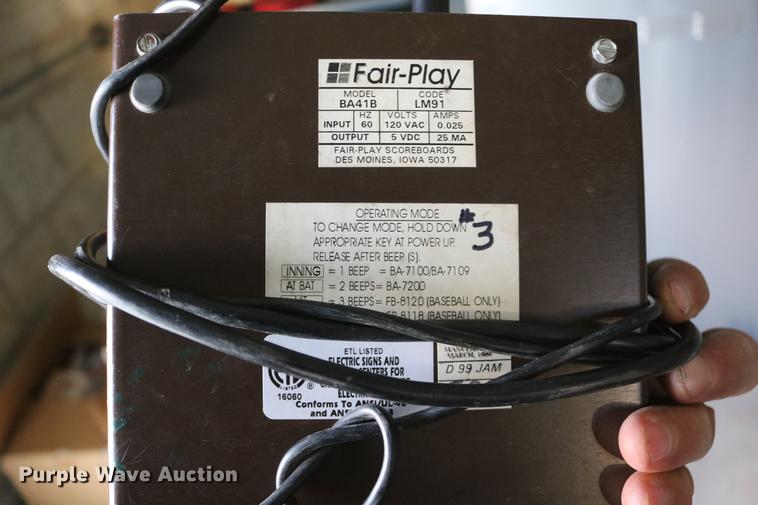 Fair-Play
MODEL CODE
BA41B LM91
HZ VOLTS AMPS
INPUT 60 120 VAC 0.025
OUTPUT 5 VDC 25 MA
FAIR-PLAY SCOREBOARDS
DES MOINES, IOWA 50317
OPERATING MODE
#3
TO CHANGE MODE, HOLD DOWN
APPROPRIATE KEY AT POWER UP.
RELEASE AFTER BEEP (S).
INNING = 1 BEEP = BA-7100/BA-7109
AT BAT = 2 BEEPS= BA-7200
= 3 BEEPS= FB-8120 (BASEBALL ONLY)
FB-8118 (BASEBALL ONLY)
ETL LISTED
ELECTRIC SIGNS AND
FOR
16060
Conforms To ANSI/UL
and
D 99 JAM
Purple Wave Auction